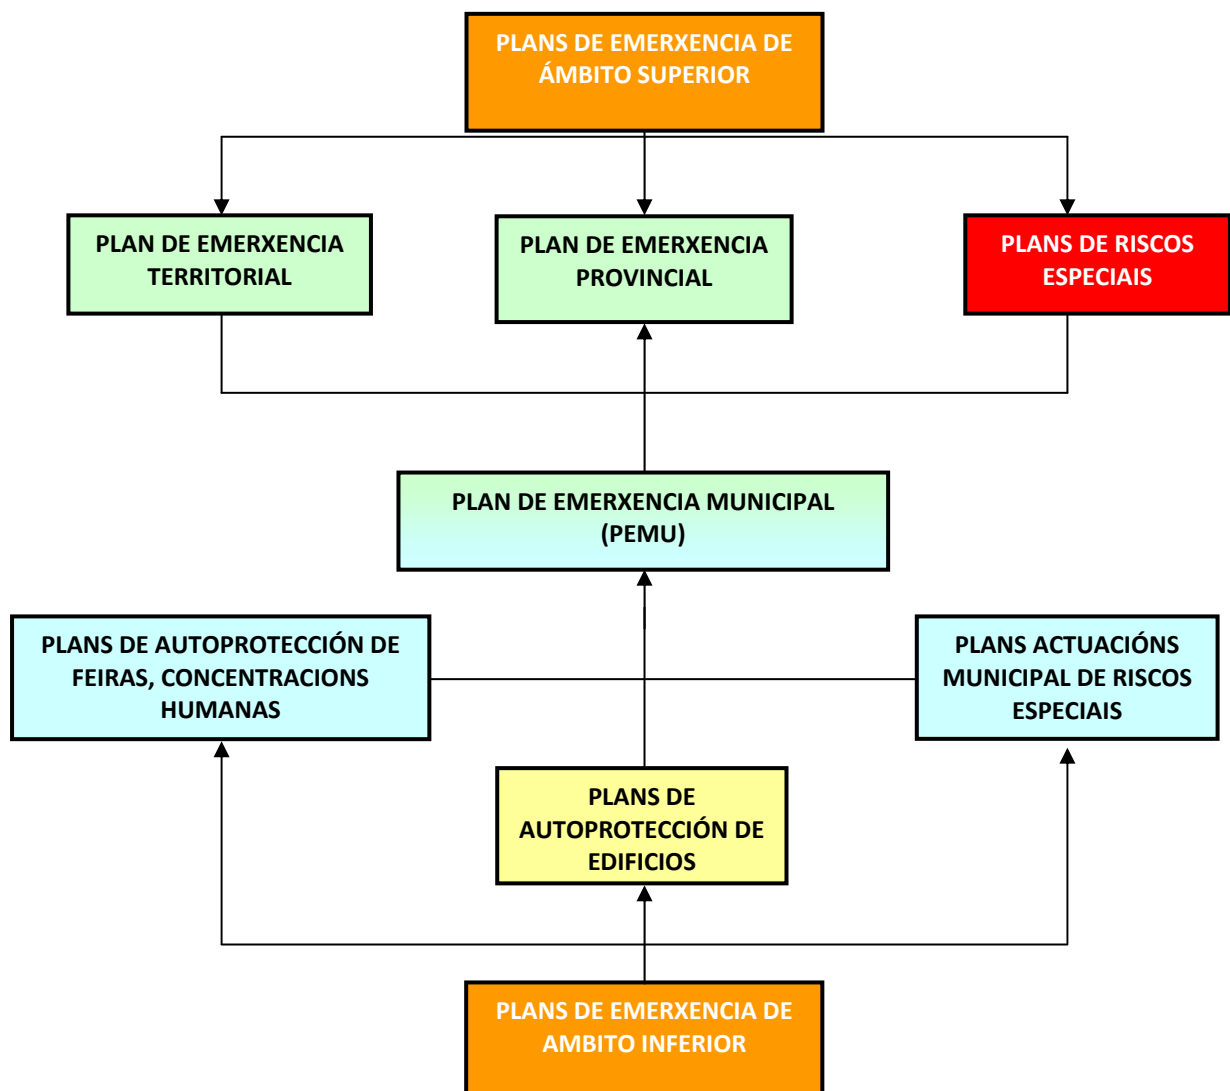 PLANS DE EMERXENCIA DE
ÁMBITO SUPERIOR
PLAN DE EMERXENCIA
TERRITORIAL
PLAN DE EMERXENCIA
PROVINCIAL
PLANS DE RISCOS
ESPECIAIS
PLAN DE EMERXENCIA MUNICIPAL
(PEMU)
PLANS DE AUTOPROTECCIÓN DE
FEIRAS, CONCENTRACIONS
HUMANAS
PLANS ACTUACIÓNS
MUNICIPAL DE RISCOS
ESPECIAIS
PLANS DE
AUTOPROTECCIÓN DE
EDIFICIOS
PLANS DE EMERXENCIA DE
AMBITO INFERIOR